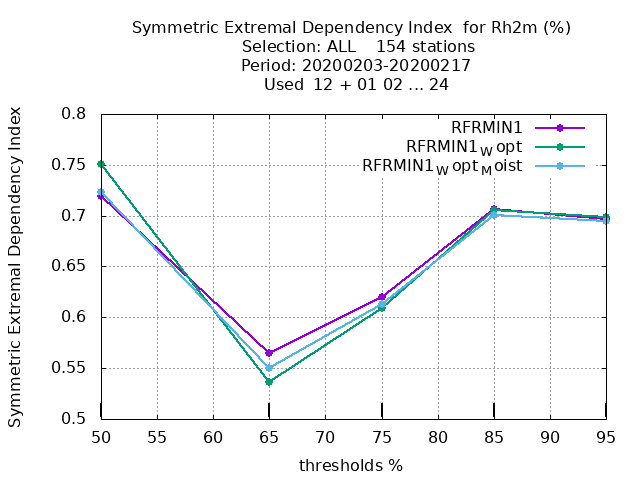 Symmetric Extremal Dependency Index  for Rh2m (%)
Selection: ALL    154 stations
Period: 20200203-20200217
Used  12 + 01 02 ... 24
Symmetric Extremal Dependency Index
0.8
0.75
0.7
0.65
0.6
0.55
0.5
RFRMIN1
RFRMIN1Wopt
RFRMIN1WoptMoist
50 55 60 65 70 75 80 85 90 95
thresholds %